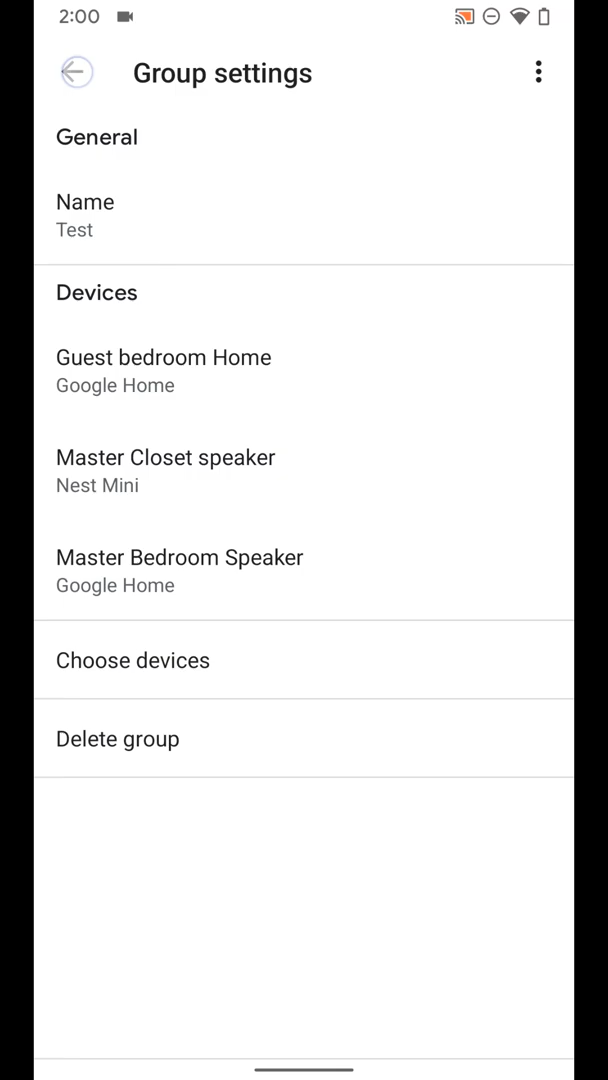 2:00
Group settings
General
Name
Test
Devices
Guest bedroom Home
Google Home
Master Closet speaker
Nest Mini
Master Bedroom Speaker
Google Home
Choose devices
Delete group